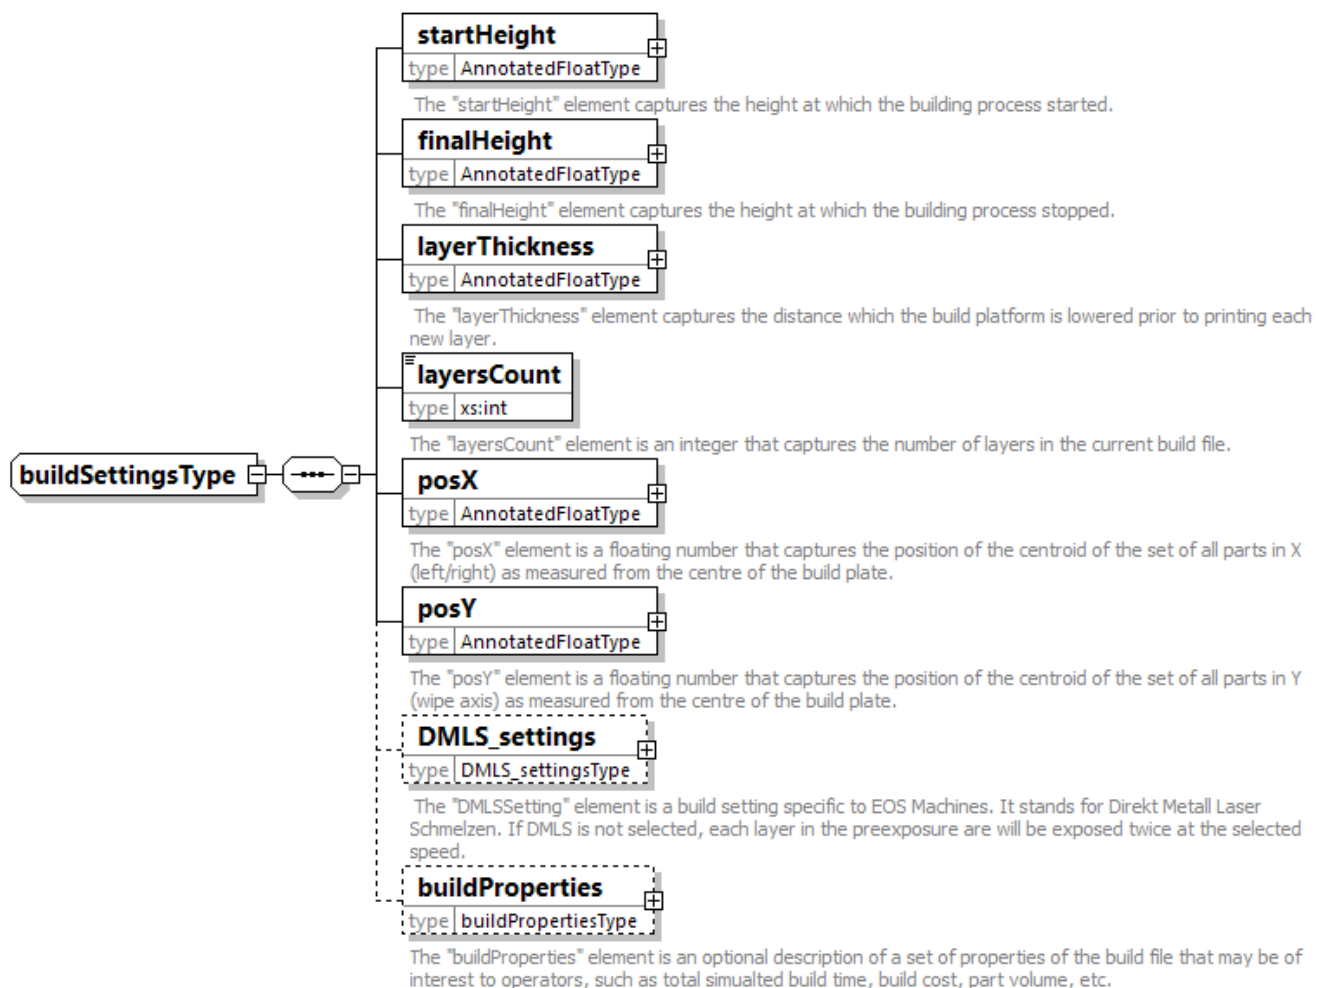 startHeight
type AnnotatedFloatType
The "startHeight" element captures the height at which the building process started.
finalHeight
type AnnotatedFloatType
The "finalHeight" element captures the height at which the building process stopped.
layerThickness
type AnnotatedFloatType
The "layerThickness" element captures the distance which the build platform is lowered prior to printing each
new layer.
layersCount
type xs:int
The "layersCount" element is an integer that captures the number of layers in the current build file.
buildSettingsType
posX
type AnnotatedFloatType
The "posX" element is a floating number that captures the position of the centroid of the set of all parts in X
(left/right) as measured from the centre of the build plate.
posY
type AnnotatedFloatType
The "posY" element is a floating number that captures the position of the centroid of the set of all parts in Y
(wipe axis) as measured from the centre of the build plate.
DMLS_settings
type DMLS_settingsType
The "DMLSSetting" element is a build setting specific to EOS Machines. It stands for Direkt Metall Laser
Schmelzen. If DMLS is not selected, each layer in the preexposure are will be exposed twice at the selected
speed.
buildProperties
type buildPropertiesType
The "buildProperties" element is an optional description of a set of properties of the build file that may be of
interest to operators, such as total simualted build time, build cost, part volume, etc.